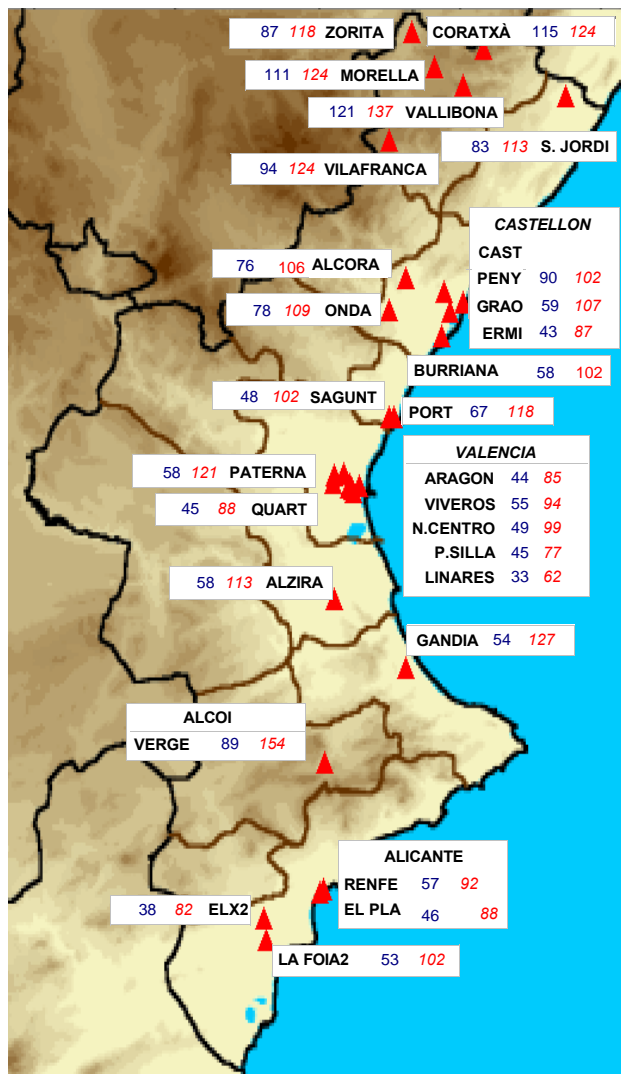 87 118 ZORITA
CORATXÀ 115 124
111 124 MORELLA
121 137 VALLIBONA
83 113 S. JORDI
94 124 VILAFRANCA
CASTELLON
CAST
PENY 90 102
GRAO 59 107
ERMI 43 87
76 106 ALCORA
78 109 ONDA
BURRIANA 58 102
48 102 SAGUNT
PORT 67 118
VALENCIA
ARAGON 44 85
VIVEROS 55 94
N.CENTRO 49 99
P.SILLA 45 77
LINARES 33 62
58 121 PATERNA
45 88 QUART
58 113 ALZIRA
GANDIA 54 127
ALCOI
VERGE 89 154
ALICANTE
RENFE 57 92
EL PLA 46 88
38 82 ELX2
LA FOIA2 53 102